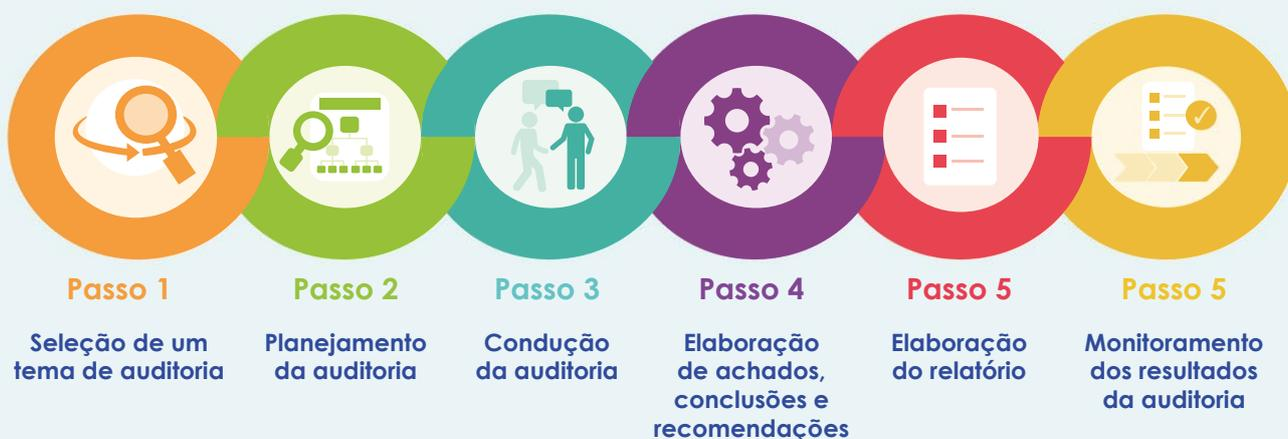 Passo 1
Seleção de um
tema de auditoria
Passo 2
Planejamento
da auditoria
Passo 3
Condução
da auditoria
Passo 4
Elaboração
de achados,
conclusões e
recomendações
Passo 5
Elaboração
do relatório
Passo 5
Monitoramento
dos resultados
da auditoria